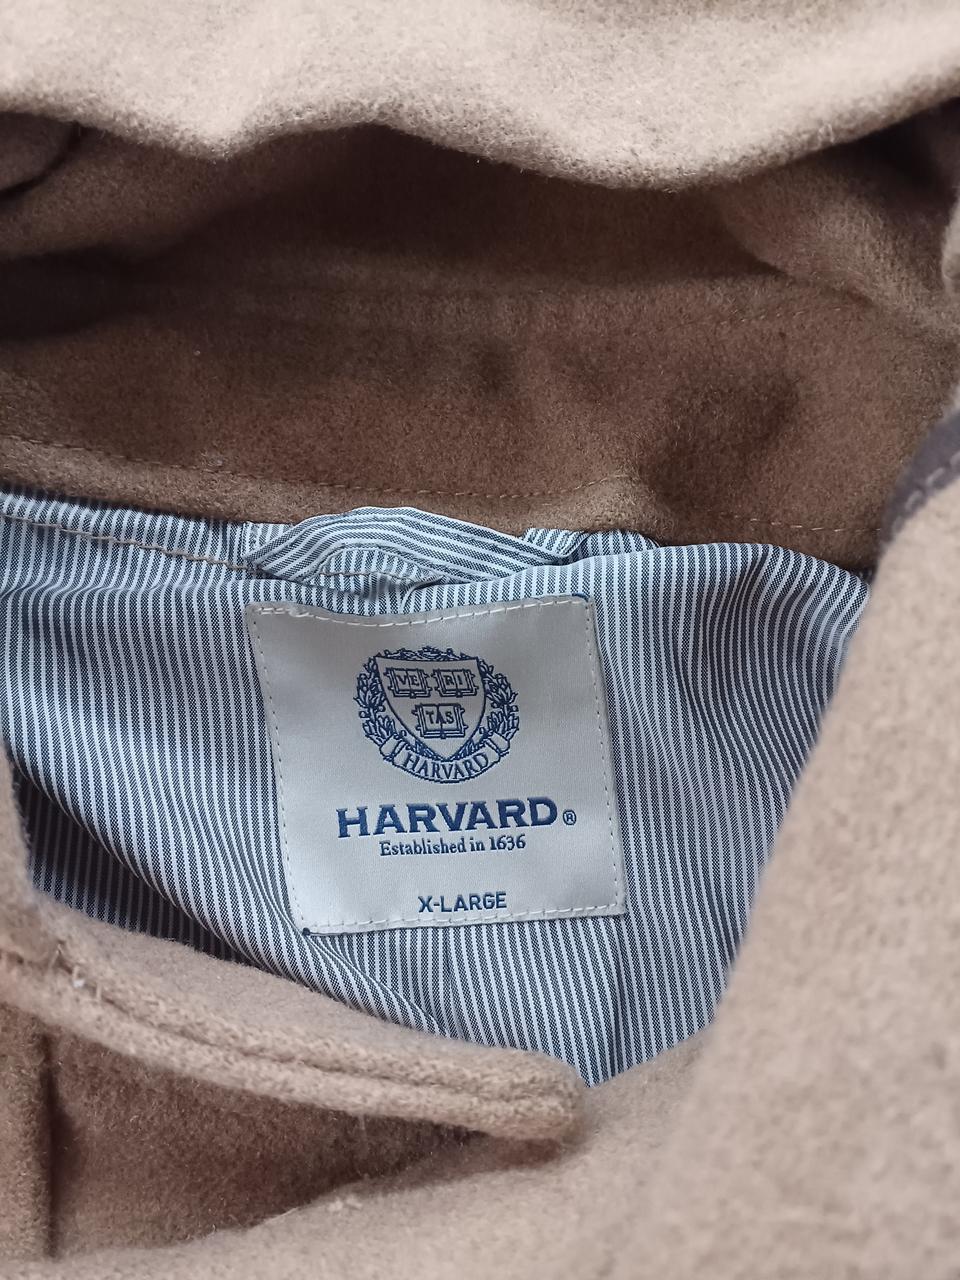 VE RI
TAS
HARVARD
HARVARD®
Established in 1636
X-LARGE